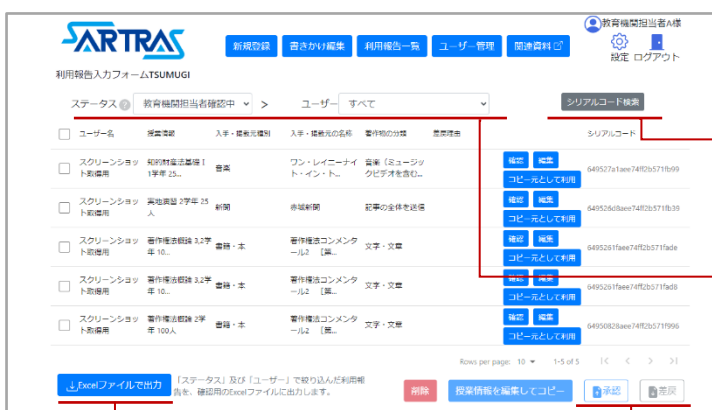 SARTRAS
新規登録 書きかけ編集 利用報告一覧 ユーザー管理 関連資料
教育機関担当者A様
設定 ログアウト
利用報告入力フォームTSUMUGI
ステータス ? 教育機関担当者確認中 > ユーザー すべて シリアルコード検索
ユーザー名 授業情報 入手・掲載元種別 入手・掲載元の名称 著作物の分類 差戻理由 シリアルコード
スクリーンショット取得用 知的財産法基礎 I 1学年 25... 音楽 ワン・レイニーナイト・イン・ト... 音楽（ミュージックビデオを含む... 確認 編集 コピー元として利用 649527a1aee74ff2b571fb99
スクリーンショット取得用 実地演習 2学年 25人 新聞 赤城新聞 記事の全体を送信 確認 編集 コピー元として利用 649526d8aee74ff2b571fb39
スクリーンショット取得用 著作権法概論 3,2学年 10... 書籍・本 著作権法コンメンタール2 [第... 文字・文章 確認 編集 コピー元として利用 6495261faee74ff2b571fade
スクリーンショット取得用 著作権法概論 3,2学年 10... 書籍・本 著作権法コンメンタール2 [第... 文字・文章 確認 編集 コピー元として利用 6495261faee74ff2b571fad8
スクリーンショット取得用 著作権法概論 2学年 100人 書籍・本 著作権法コンメンタール2 [第... 文字・文章 確認 編集 コピー元として利用 64950828aee74ff2b571f996
Rows per page: 10 1-5 of 5
Excelファイルで出力 「ステータス」及び「ユーザー」で絞り込んだ利用報告を、確認用のExcelファイルに出力します。 削除 授業情報を編集してコピー 承認 差戻